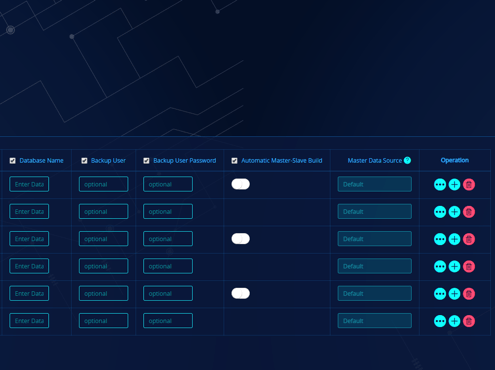 Database Name Backup User Backup User Password Automatic Master-Slave Build Master Data Source ? Operation
Enter Data optional optional Default
Enter Data optional optional Default
Enter Data optional optional Default
Enter Data optional optional Default
Enter Data optional optional Default
Enter Data optional optional Default